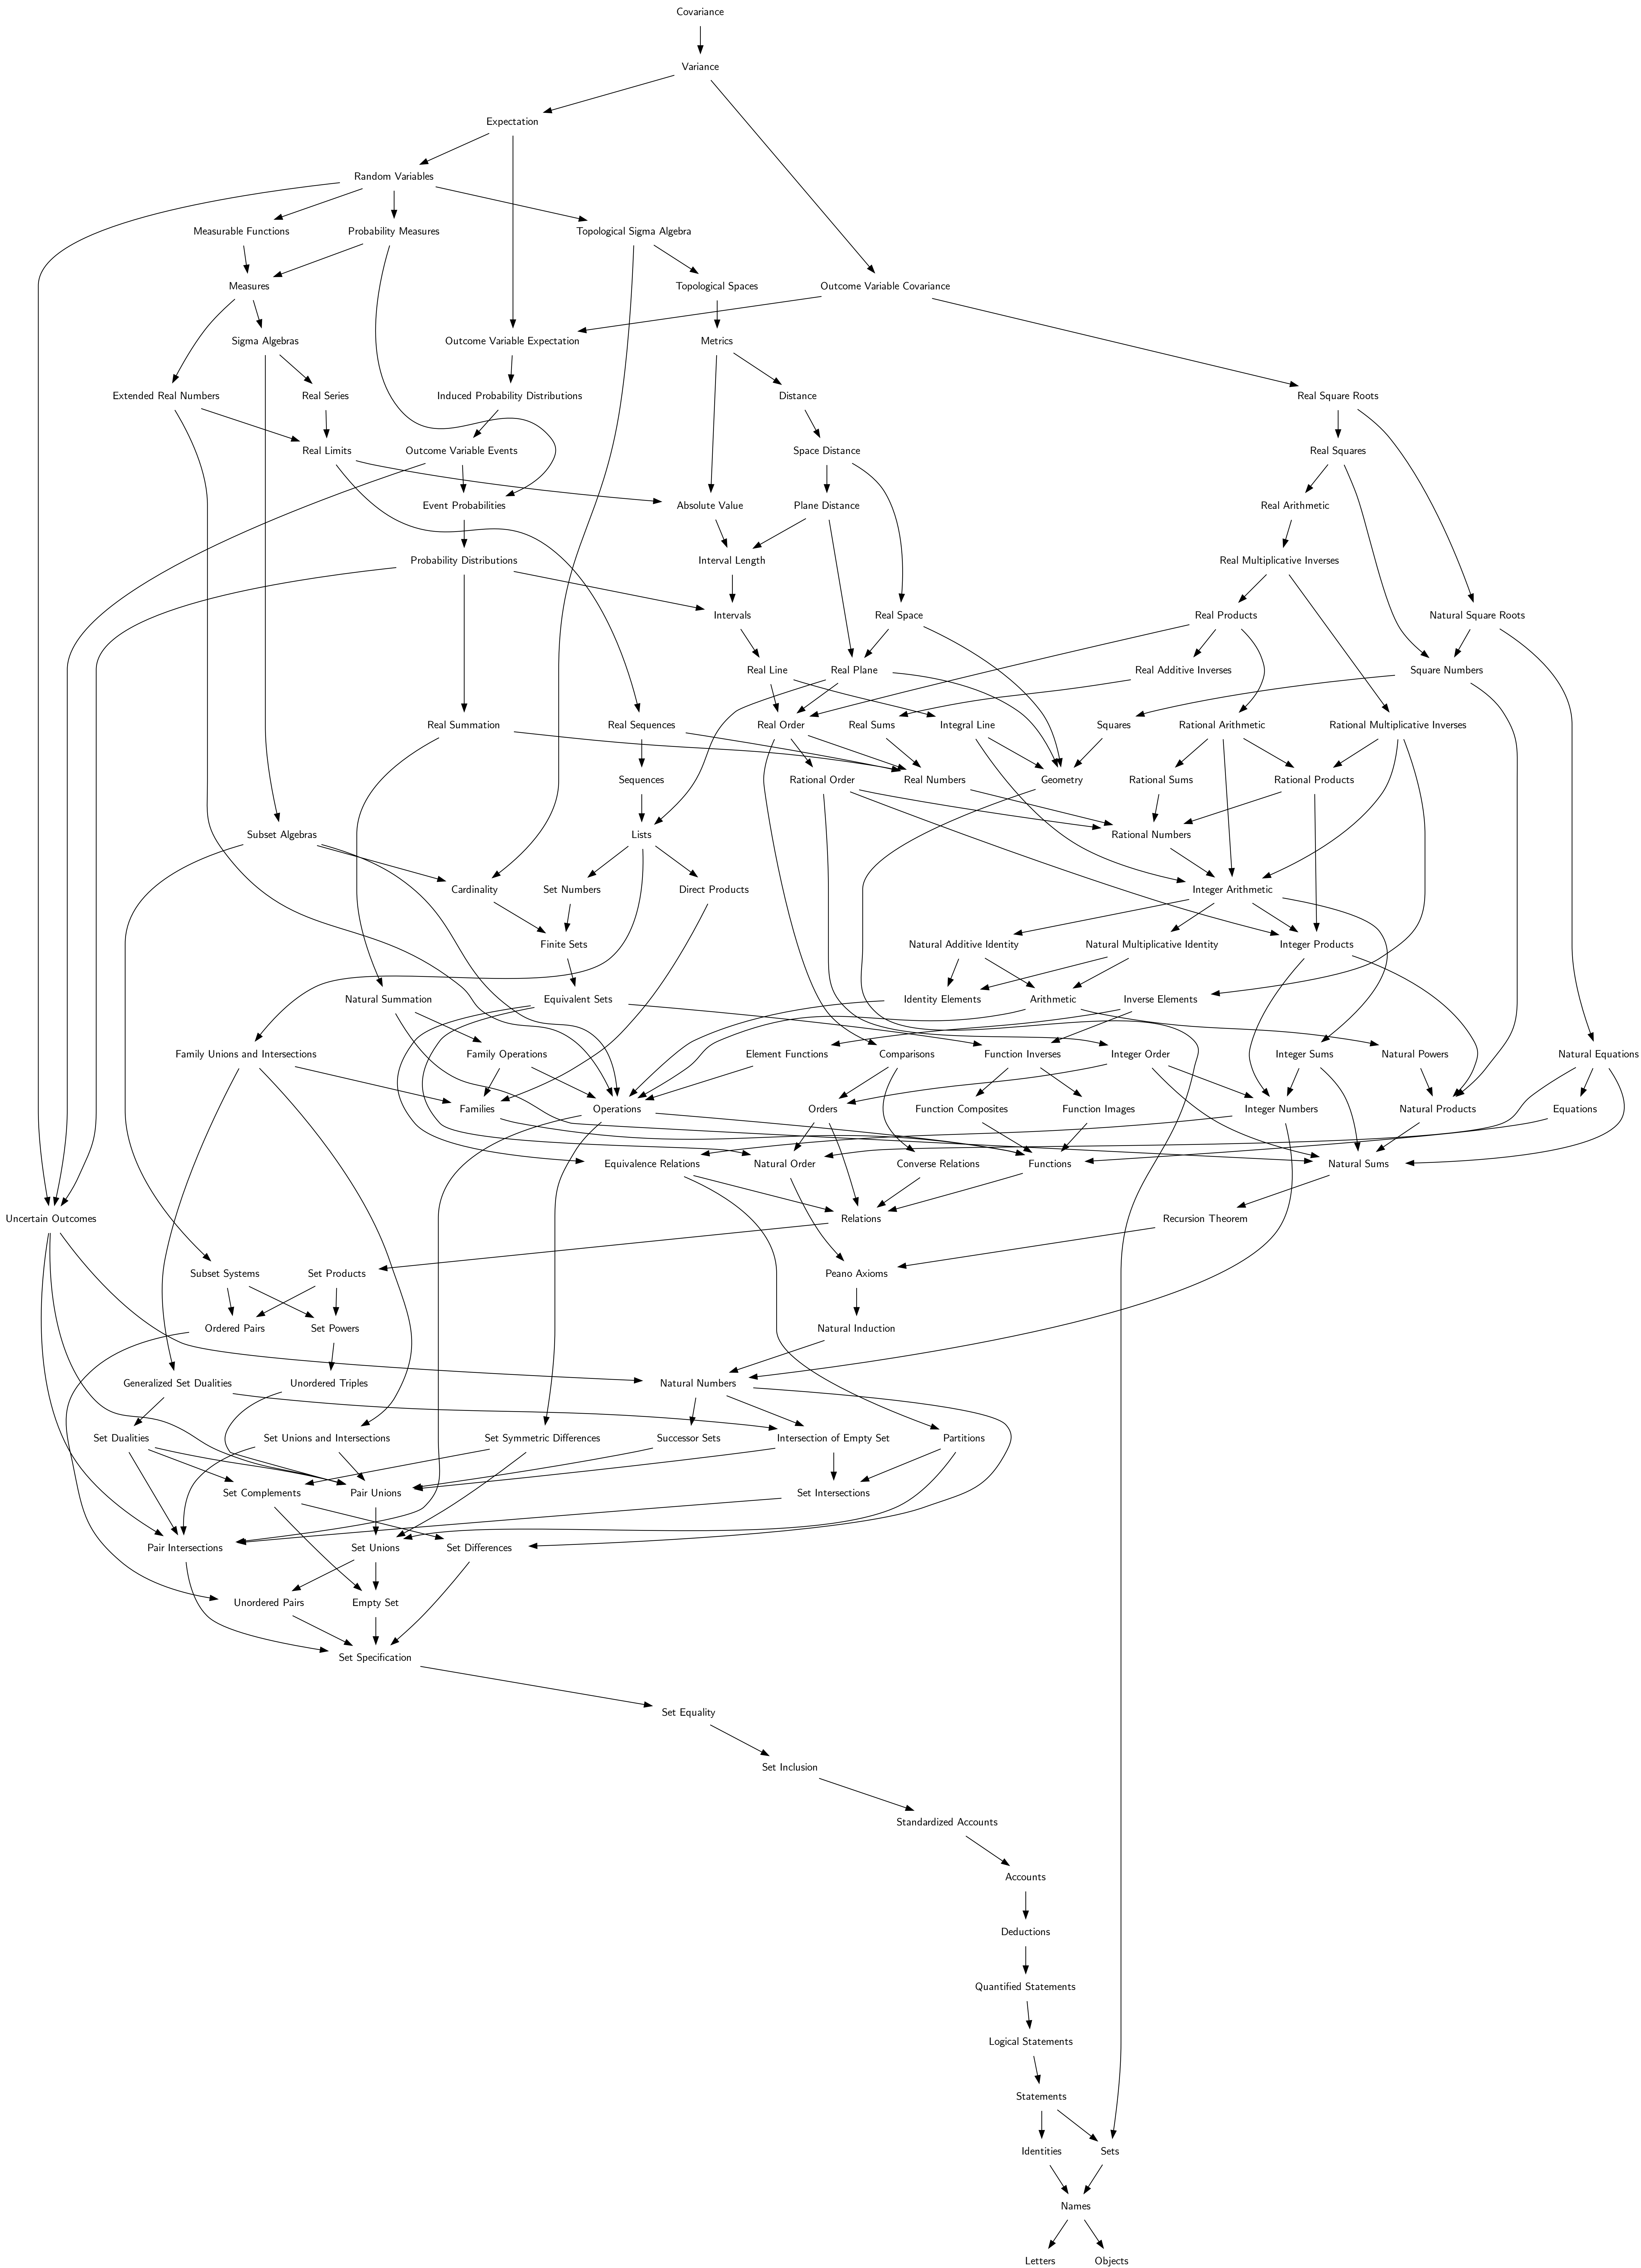 Covariance
Variance
Expectation
Random Variables
Measurable Functions
Probability Measures
Topological Sigma Algebra
Measures
Topological Spaces
Outcome Variable Covariance
Sigma Algebras
Outcome Variable Expectation
Metrics
Extended Real Numbers
Real Series
Induced Probability Distributions
Distance
Real Square Roots
Real Limits
Outcome Variable Events
Space Distance
Real Squares
Event Probabilities
Absolute Value
Plane Distance
Real Arithmetic
Probability Distributions
Interval Length
Real Multiplicative Inverses
Intervals
Real Space
Real Products
Natural Square Roots
Real Line
Real Plane
Real Additive Inverses
Square Numbers
Real Summation
Real Sequences
Real Order
Real Sums
Integral Line
Squares
Rational Arithmetic
Rational Multiplicative Inverses
Sequences
Rational Order
Real Numbers
Geometry
Rational Sums
Rational Products
Subset Algebras
Lists
Rational Numbers
Cardinality
Set Numbers
Direct Products
Integer Arithmetic
Finite Sets
Natural Additive Identity
Natural Multiplicative Identity
Integer Products
Natural Summation
Equivalent Sets
Identity Elements
Arithmetic
Inverse Elements
Family Unions and Intersections
Family Operations
Element Functions
Comparisons
Function Inverses
Integer Order
Integer Sums
Natural Powers
Natural Equations
Families
Operations
Orders
Function Composites
Function Images
Integer Numbers
Natural Products
Equations
Equivalence Relations
Natural Order
Converse Relations
Functions
Natural Sums
Uncertain Outcomes
Relations
Recursion Theorem
Subset Systems
Set Products
Peano Axioms
Ordered Pairs
Set Powers
Natural Induction
Generalized Set Dualities
Unordered Triples
Natural Numbers
Set Dualities
Set Unions and Intersections
Set Symmetric Differences
Successor Sets
Intersection of Empty Set
Partitions
Set Complements
Pair Unions
Set Intersections
Pair Intersections
Set Unions
Set Differences
Unordered Pairs
Empty Set
Set Specification
Set Equality
Set Inclusion
Standardized Accounts
Accounts
Deductions
Quantified Statements
Logical Statements
Statements
Identities
Sets
Names
Letters
Objects